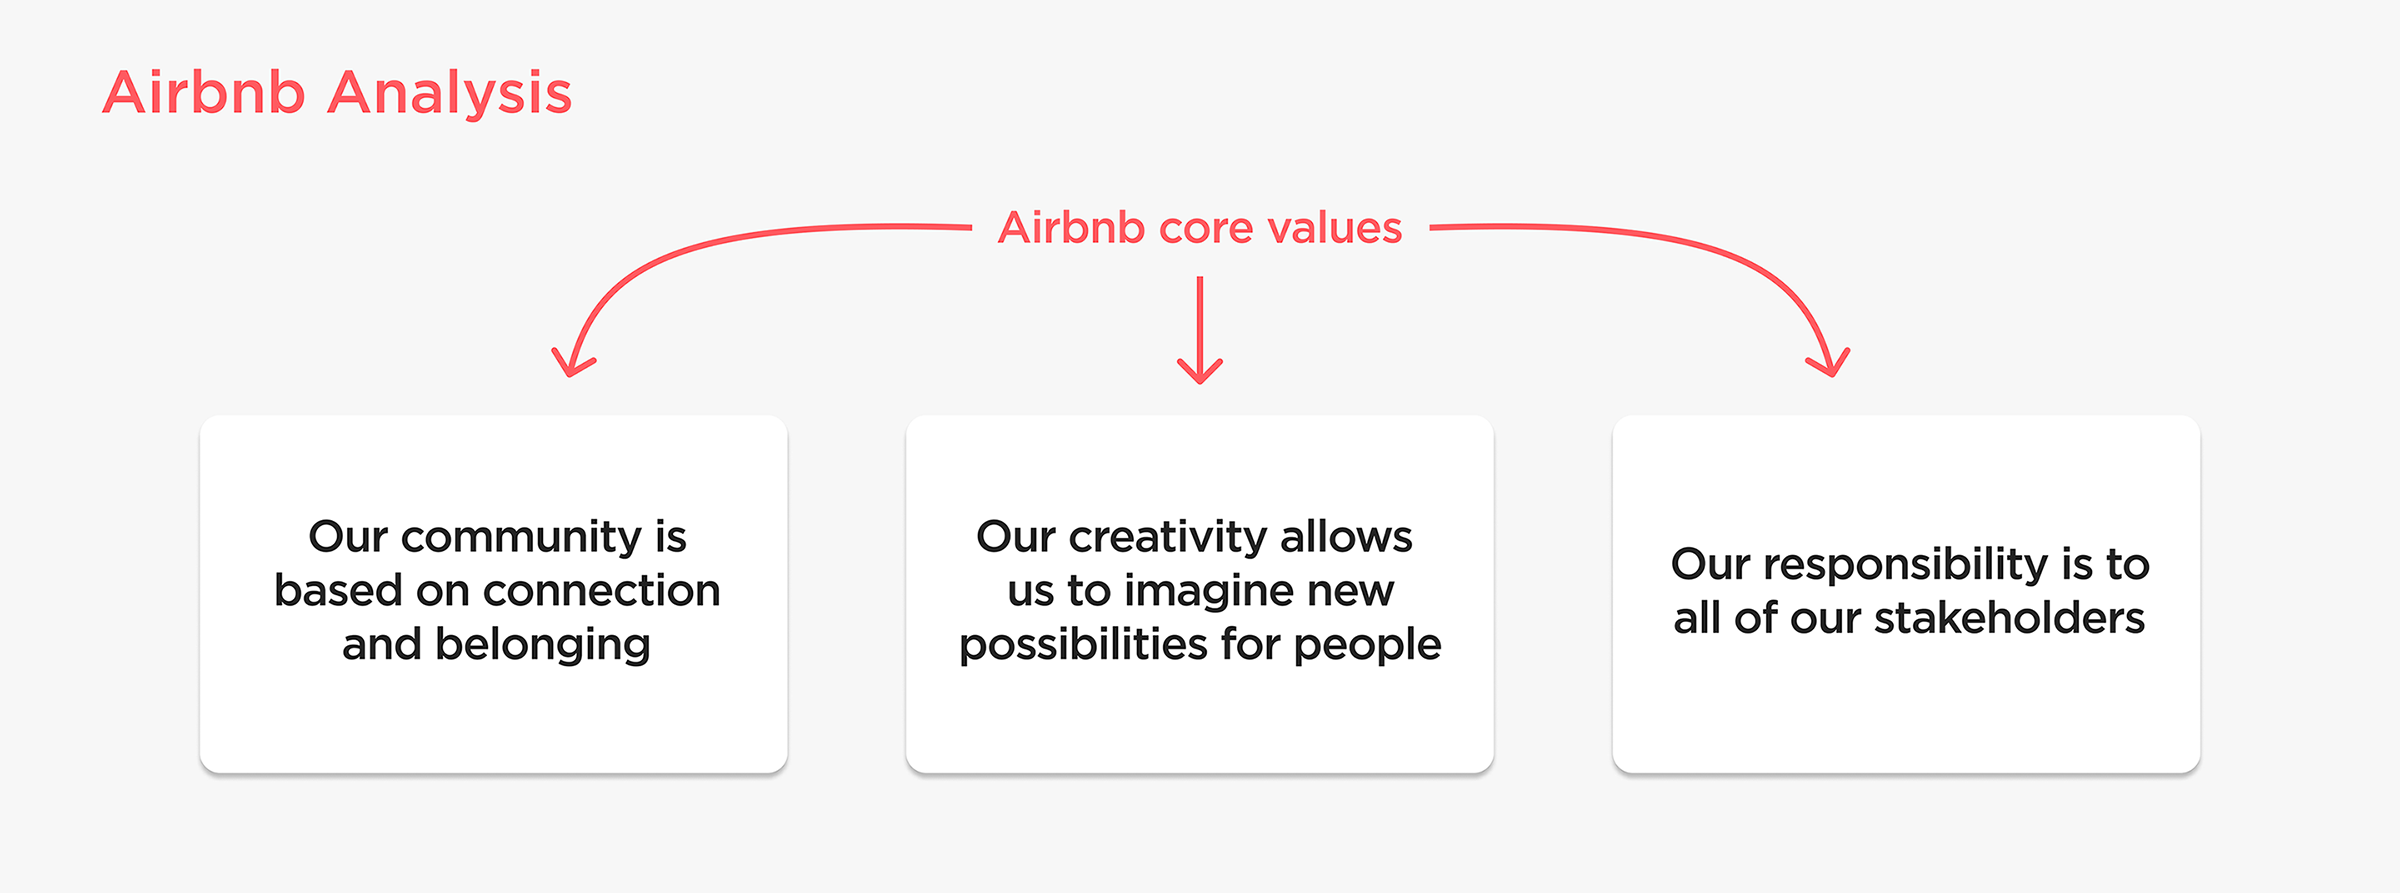 Airbnb Analysis
Airbnb core values
Our community is
based on connection
and belonging
Our creativity allows
us to imagine new
possibilities for people
Our responsibility is to
all of our stakeholders